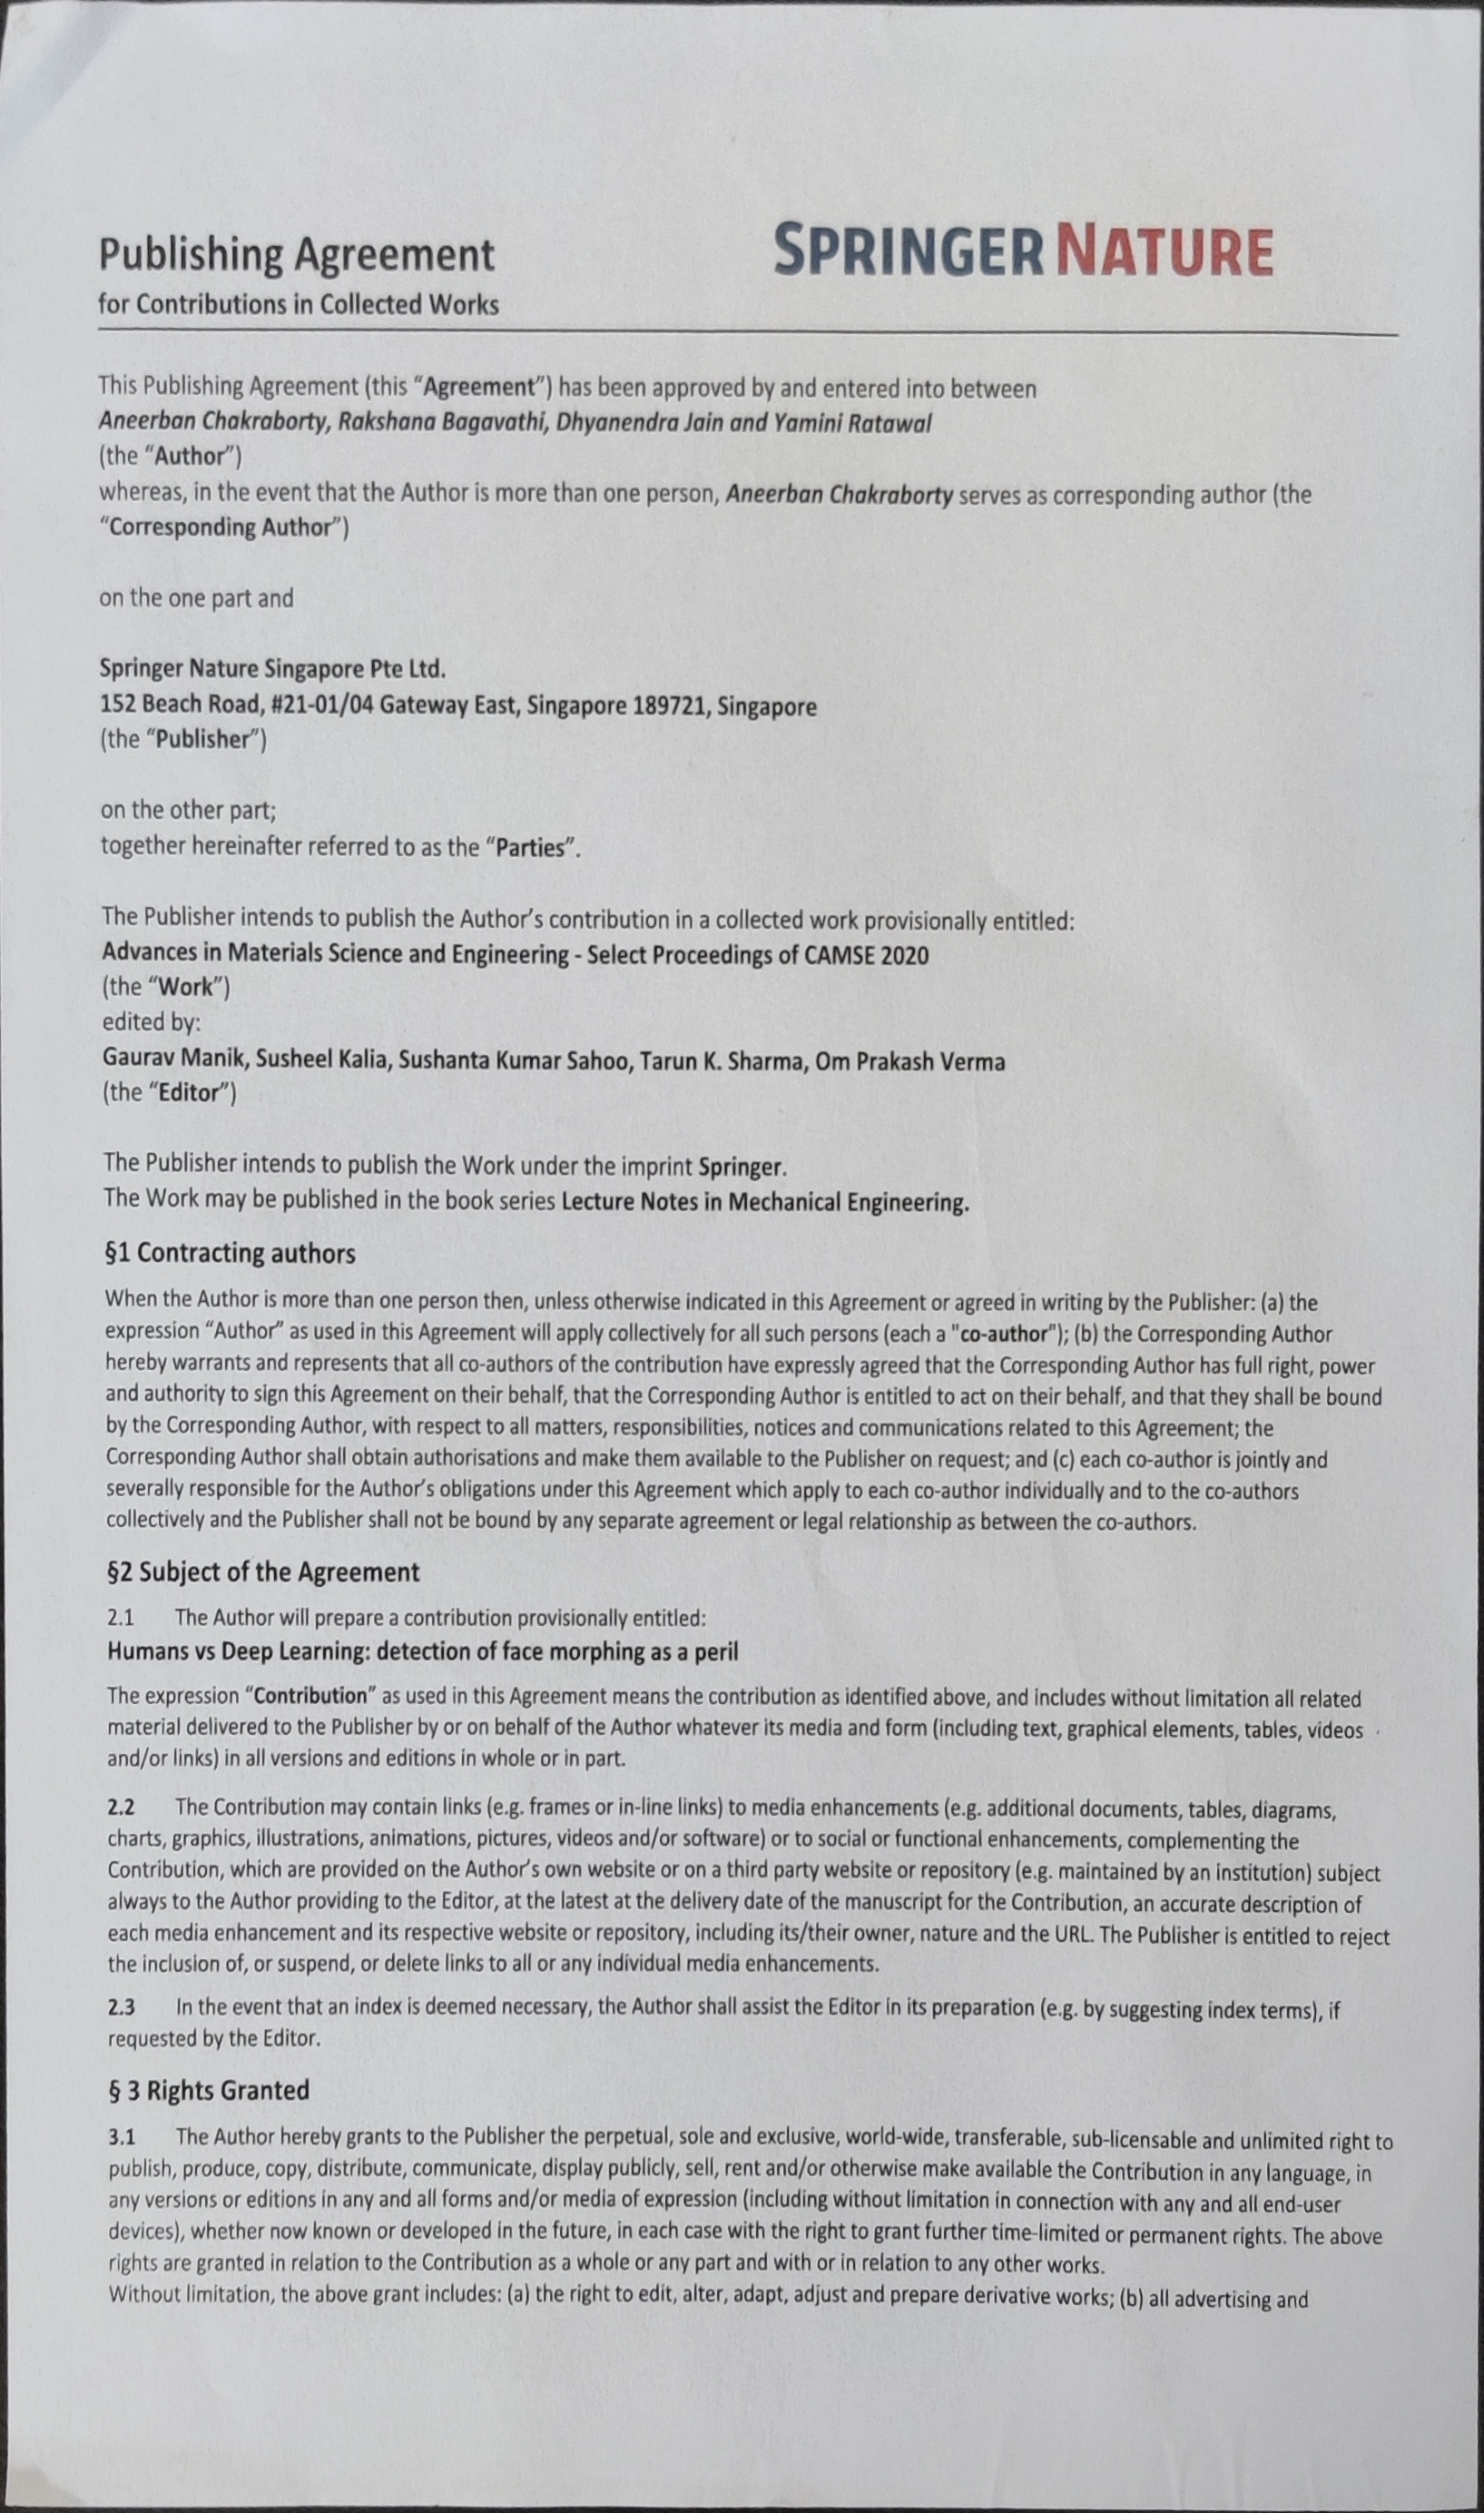 Publishing Agreement
SPRINGER NATURE
for Contributions in Collected Works
This Publishing Agreement (this “Agreement”) has been approved by and entered into between
Aneerban Chakraborty, Rakshana Bagavathi, Dhyanendra Jain and Yamini Ratawal
(the “Author”)
whereas, in the event that the Author is more than one person, Aneerban Chakraborty serves as corresponding author (the
“Corresponding Author”)
on the one part and
Springer Nature Singapore Pte Ltd.
152 Beach Road, #21-01/04 Gateway East, Singapore 189721, Singapore
(the “Publisher”)
on the other part;
together hereinafter referred to as the “Parties”.
The Publisher intends to publish the Author’s contribution in a collected work provisionally entitled:
Advances in Materials Science and Engineering - Select Proceedings of CAMSE 2020
(the “Work”)
edited by:
Gaurav Manik, Susheel Kalia, Sushanta Kumar Sahoo, Tarun K. Sharma, Om Prakash Verma
(the “Editor”)
The Publisher intends to publish the Work under the imprint Springer.
The Work may be published in the book series Lecture Notes in Mechanical Engineering.
§1 Contracting authors
When the Author is more than one person then, unless otherwise indicated in this Agreement or agreed in writing by the Publisher: (a) the
expression “Author” as used in this Agreement will apply collectively for all such persons (each a "co-author"); (b) the Corresponding Author
hereby warrants and represents that all co-authors of the contribution have expressly agreed that the Corresponding Author has full right, power
and authority to sign this Agreement on their behalf, that the Corresponding Author is entitled to act on their behalf, and that they shall be bound
by the Corresponding Author, with respect to all matters, responsibilities, notices and communications related to this Agreement; the
Corresponding Author shall obtain authorisations and make them available to the Publisher on request; and (c) each co-author is jointly and
severally responsible for the Author’s obligations under this Agreement which apply to each co-author individually and to the co-authors
collectively and the Publisher shall not be bound by any separate agreement or legal relationship as between the co-authors.
§2 Subject of the Agreement
2.1 The Author will prepare a contribution provisionally entitled:
Humans vs Deep Learning: detection of face morphing as a peril
The expression “Contribution” as used in this Agreement means the contribution as identified above, and includes without limitation all related
material delivered to the Publisher by or on behalf of the Author whatever its media and form (including text, graphical elements, tables, videos
and/or links) in all versions and editions in whole or in part.
2.2 The Contribution may contain links (e.g. frames or in-line links) to media enhancements (e.g. additional documents, tables, diagrams,
charts, graphics, illustrations, animations, pictures, videos and/or software) or to social or functional enhancements, complementing the
Contribution, which are provided on the Author’s own website or on a third party website or repository (e.g. maintained by an institution) subject
always to the Author providing to the Editor, at the latest at the delivery date of the manuscript for the Contribution, an accurate description of
each media enhancement and its respective website or repository, including its/their owner, nature and the URL. The Publisher is entitled to reject
the inclusion of, or suspend, or delete links to all or any individual media enhancements.
2.3 In the event that an index is deemed necessary, the Author shall assist the Editor in its preparation (e.g. by suggesting index terms), if
requested by the Editor.
§ 3 Rights Granted
3.1 The Author hereby grants to the Publisher the perpetual, sole and exclusive, world-wide, transferable, sub-licensable and unlimited right to
publish, produce, copy, distribute, communicate, display publicly, sell, rent and/or otherwise make available the Contribution in any language, in
any versions or editions in any and all forms and/or media of expression (including without limitation in connection with any and all end-user
devices), whether now known or developed in the future, in each case with the right to grant further time-limited or permanent rights. The above
rights are granted in relation to the Contribution as a whole or any part and with or in relation to any other works.
Without limitation, the above grant includes: (a) the right to edit, alter, adapt, adjust and prepare derivative works; (b) all advertising and